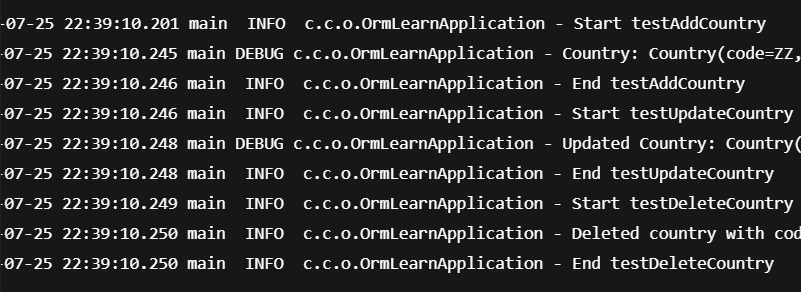 -07-25 22:39:10.201 main  INFO  c.c.o.OrmLearnApplication - Start testAddCountry
-07-25 22:39:10.245 main DEBUG c.c.o.OrmLearnApplication - Country: Country(code=ZZ,
-07-25 22:39:10.246 main  INFO  c.c.o.OrmLearnApplication - End testAddCountry
-07-25 22:39:10.246 main  INFO  c.c.o.OrmLearnApplication - Start testUpdateCountry
-07-25 22:39:10.248 main DEBUG c.c.o.OrmLearnApplication - Updated Country: Country(
-07-25 22:39:10.248 main  INFO  c.c.o.OrmLearnApplication - End testUpdateCountry
-07-25 22:39:10.249 main  INFO  c.c.o.OrmLearnApplication - Start testDeleteCountry
-07-25 22:39:10.250 main  INFO  c.c.o.OrmLearnApplication - Deleted country with cod
-07-25 22:39:10.250 main  INFO  c.c.o.OrmLearnApplication - End testDeleteCountry